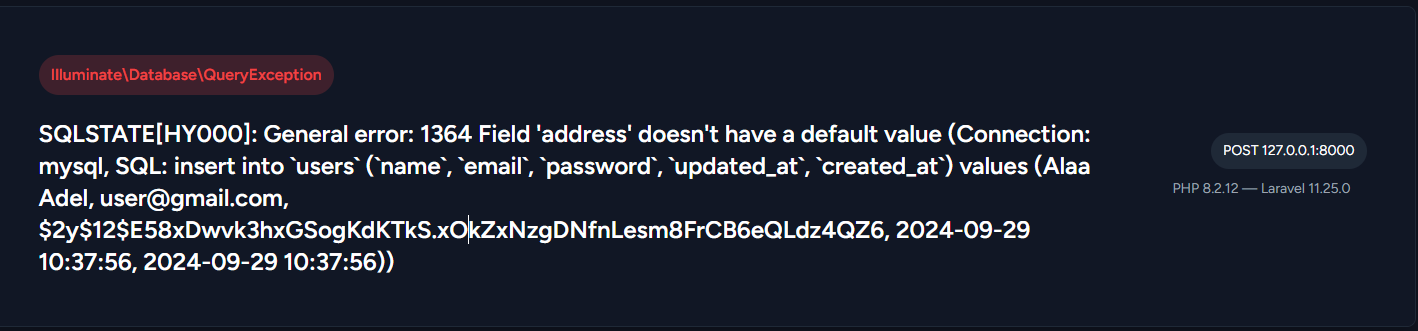 Illuminate\Database\QueryException
SQLSTATE[HY000]: General error: 1364 Field 'address' doesn't have a default value (Connection:
mysql, SQL: insert into `users` (`name`, `email`, `password`, `updated_at`, `created_at`) values (Alaa
Adel, user@gmail.com,
$2y$12$E58xDwvk3hxGSogKdKTkS.xOkZxNzgDNfnLesm8FrCB6eQLdz4QZ6, 2024-09-29
10:37:56, 2024-09-29 10:37:56))
POST 127.0.0.1:8000
PHP 8.2.12 — Laravel 11.25.0